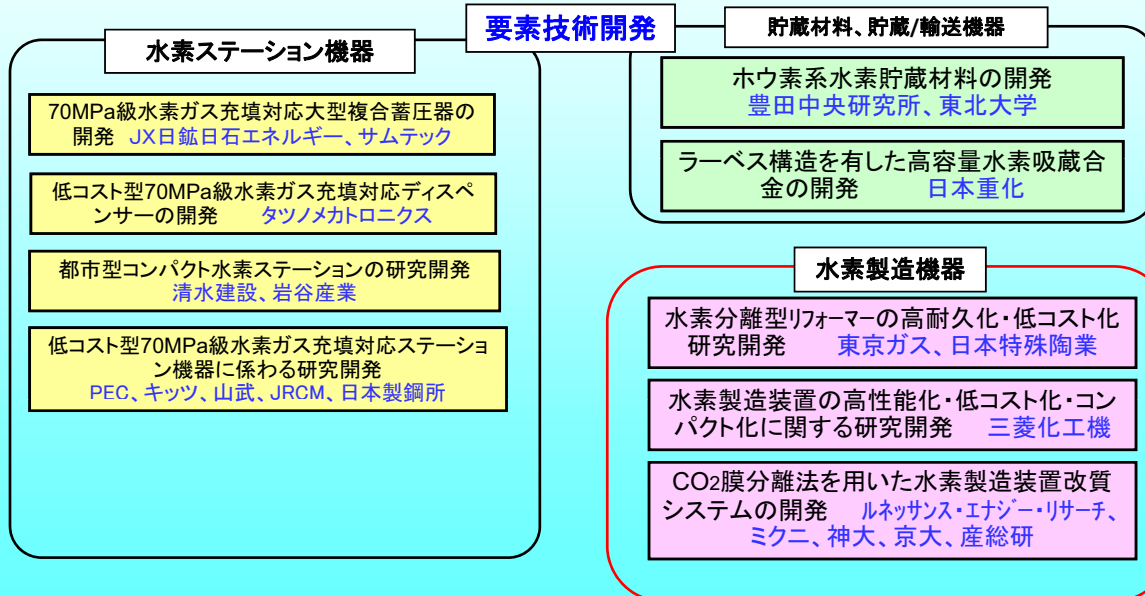 要素技術開発
水素ステーション機器
70MPa級水素ガス充填対応大型複合蓄圧器の
開発 JX日鉱日石エネルギー、サムテック
低コスト型70MPa級水素ガス充填対応ディスペ
ンサーの開発 タツノメカトロニクス
都市型コンパクト水素ステーションの研究開発
清水建設、岩谷産業
低コスト型70MPa級水素ガス充填対応ステーショ
ン機器に係わる研究開発
PEC、キッツ、山武、JRCM、日本製鋼所
貯蔵材料、貯蔵/輸送機器
ホウ素系水素貯蔵材料の開発
豊田中央研究所、東北大学
ラーベス構造を有した高容量水素吸蔵合
金の開発 日本重化
水素製造機器
水素分離型リフォーマーの高耐久化・低コスト化
研究開発 東京ガス、日本特殊陶業
水素製造装置の高性能化・低コスト化・コン
パクト化に関する研究開発 三菱化工機
CO2膜分離法を用いた水素製造装置改質
システムの開発 ルネッサンス・エナジー・リサーチ、
ミクニ、神大、京大、産総研